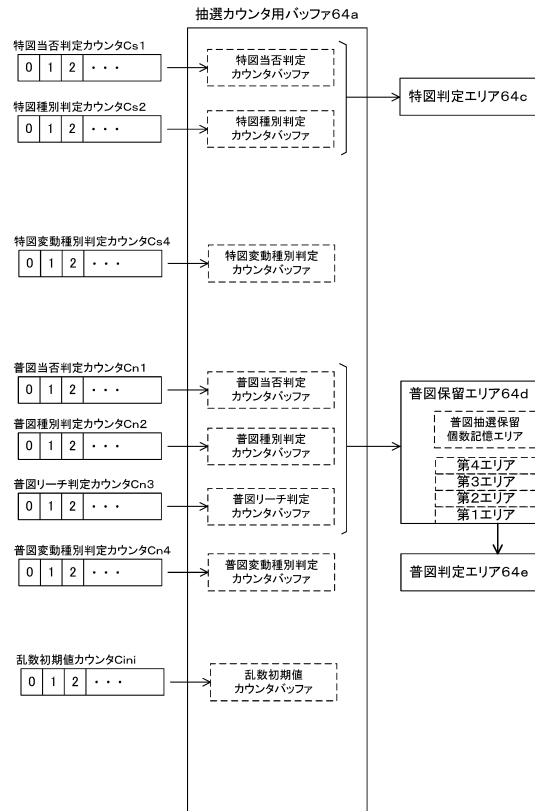 抽選カウンタ用バッファ64a
特図当否判定カウンタCs1
0 1 2 ・・・
特図当否判定
カウンタバッファ
特図種別判定カウンタCs2
0 1 2 ・・・
特図種別判定
カウンタバッファ
特図判定エリア64c
特図変動種別判定カウンタCs4
0 1 2 ・・・
特図変動種別判定
カウンタバッファ
普図当否判定カウンタCn1
0 1 2 ・・・
普図当否判定
カウンタバッファ
普図種別判定カウンタCn2
0 1 2 ・・・
普図種別判定
カウンタバッファ
普図リーチ判定カウンタCn3
0 1 2 ・・・
普図リーチ判定
カウンタバッファ
普図変動種別判定カウンタCn4
0 1 2 ・・・
普図変動種別判定
カウンタバッファ
普図保留エリア64d
普図抽選保留
個数記憶エリア
第4エリア
第3エリア
第2エリア
第1エリア
普図判定エリア64e
乱数初期値カウンタCini
0 1 2 ・・・
乱数初期値
カウンタバッファ